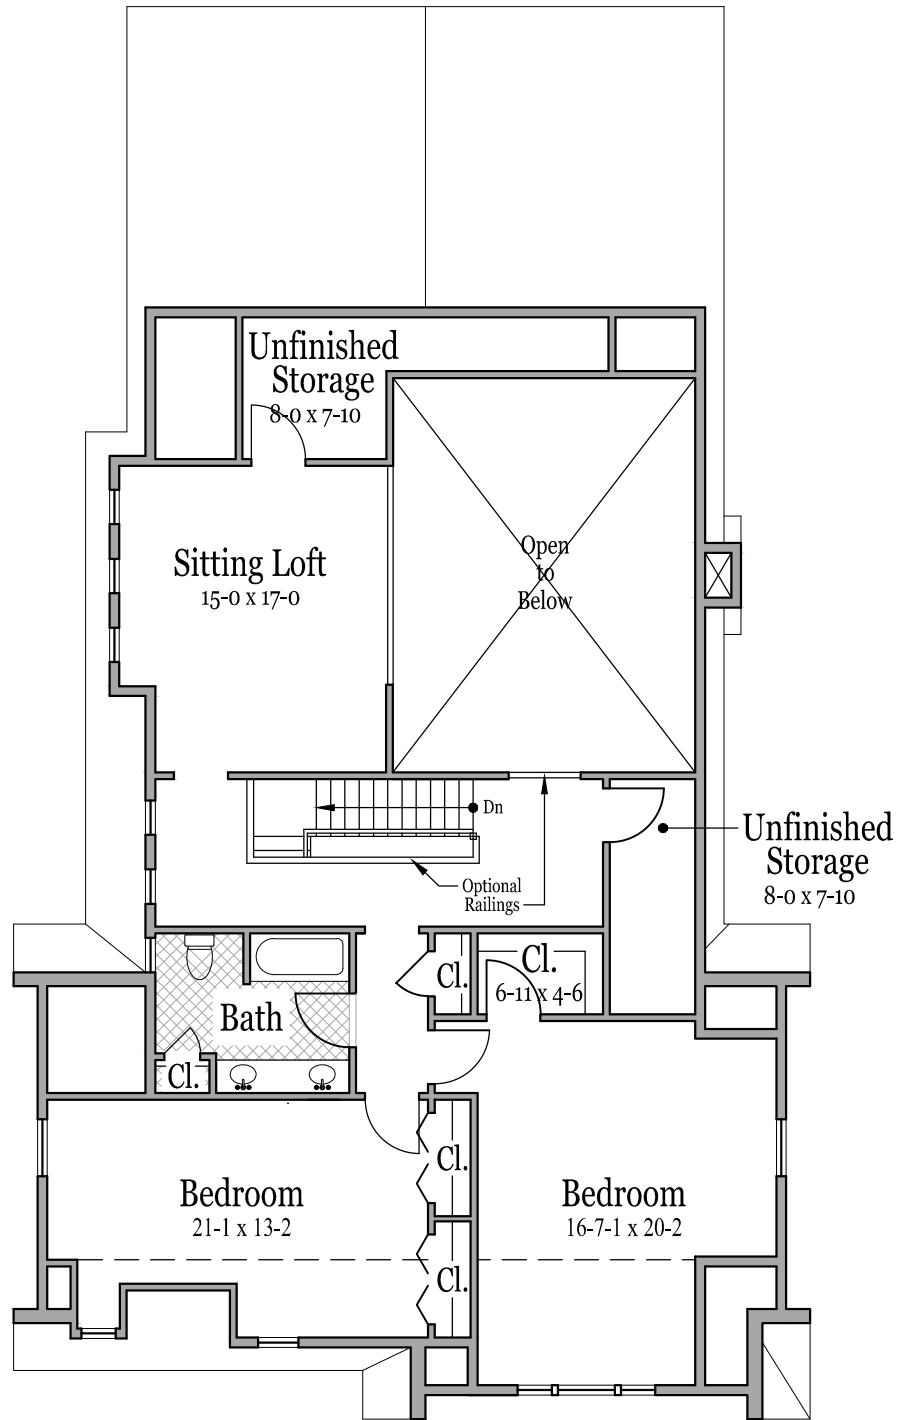 Unfinished
Storage
8-0 x 7-10
Open
to
Below
Sitting Loft
15-0 x 17-0
Dn
Unfinished
Storage
8-0 x 7-10
Optional
Railings
Cl.
Cl.
6-11 x 4-6
Bath
Cl.
Cl.
Bedroom
21-1 x 13-2
Bedroom
16-7-1 x 20-2
Cl.